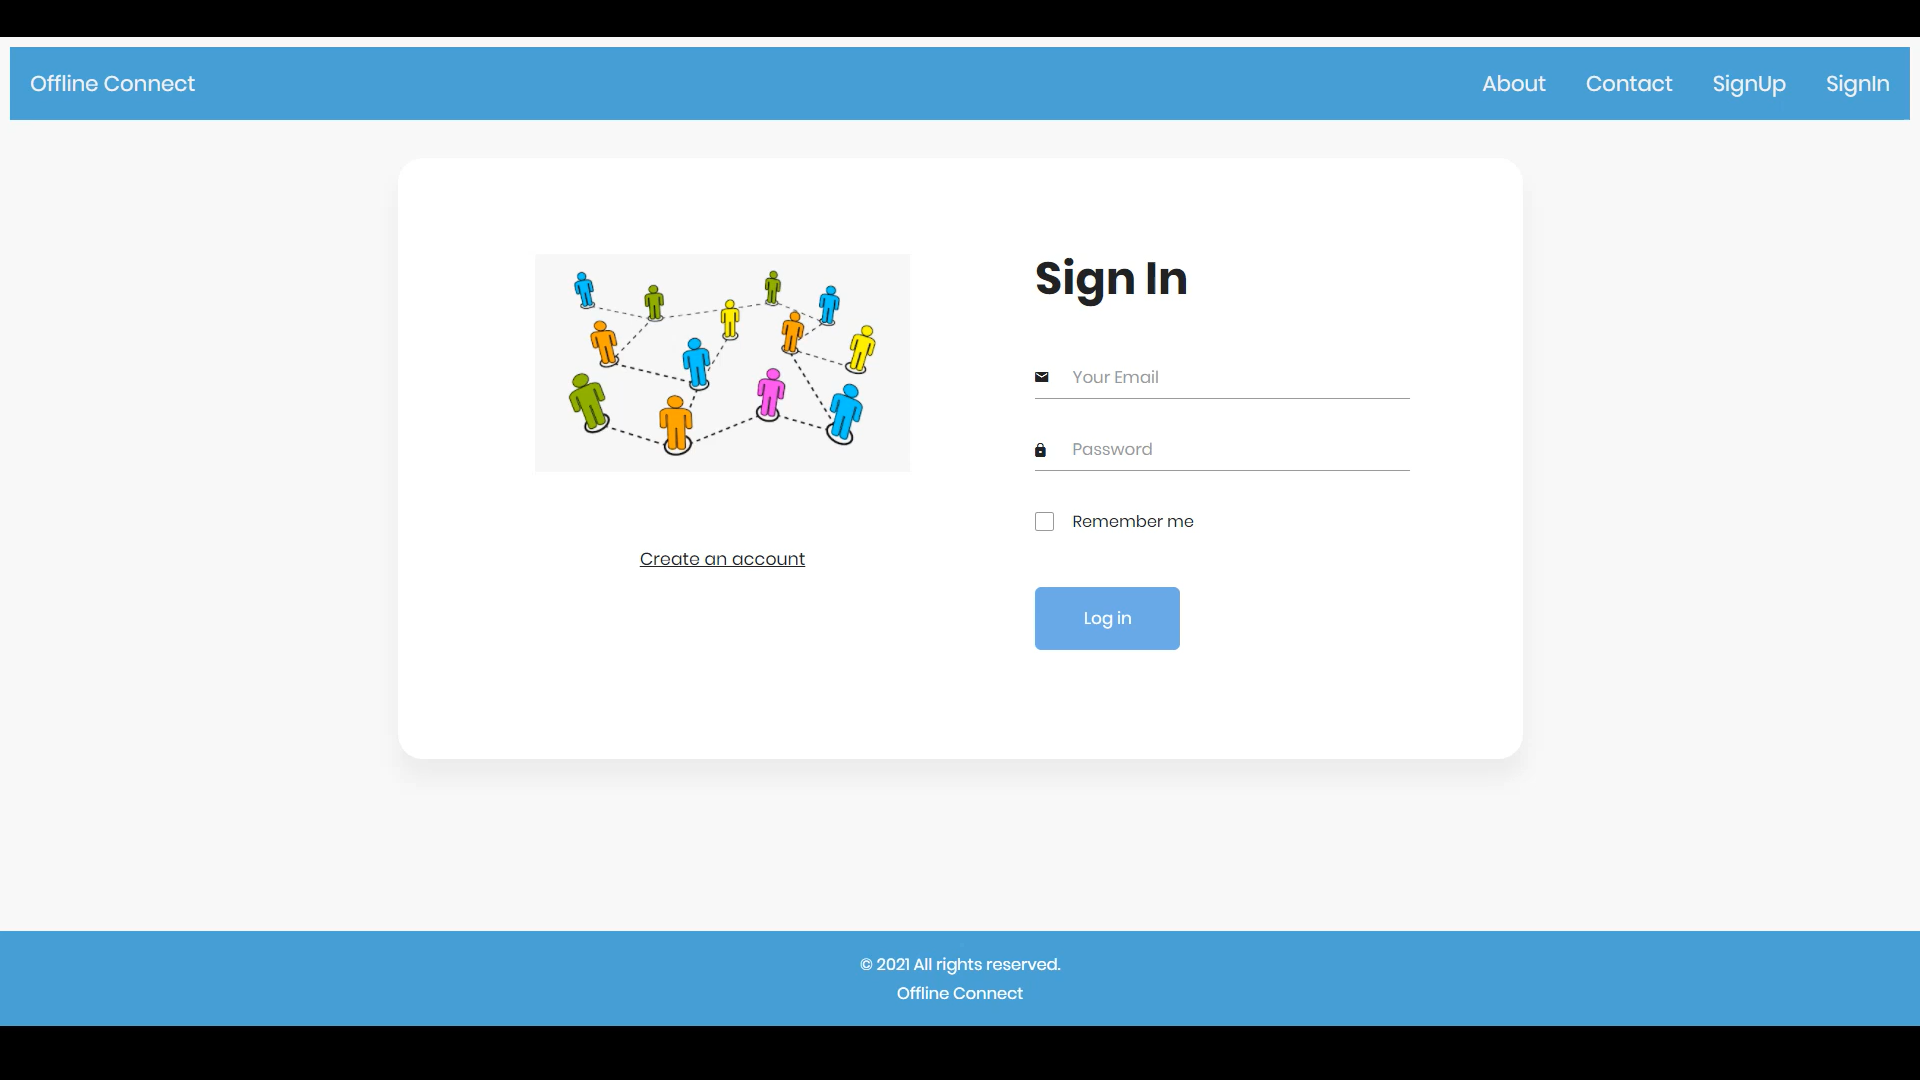 Offline Connect
About
Contact
SignUp
SignIn
Sign In
Your Email
Password
Remember me
Create an account
Log in
© 2021 All rights reserved.
Offline Connect